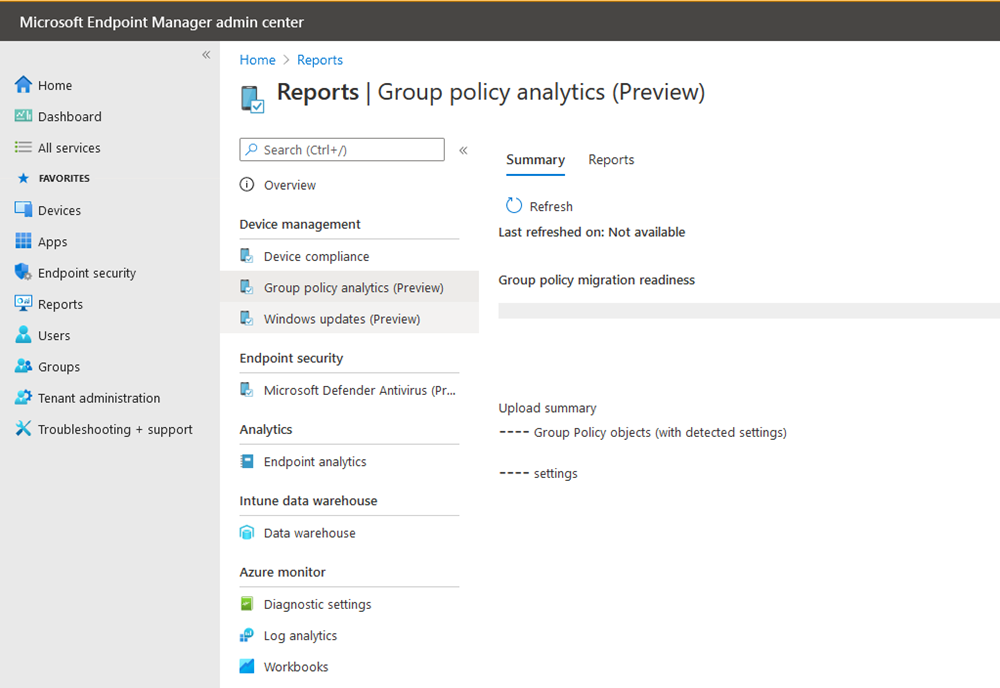 Microsoft Endpoint Manager admin center
«
Home
Dashboard
All services
FAVORITES
Devices
Apps
Endpoint security
Reports
Users
Groups
Tenant administration
Troubleshooting + support
Home > Reports
Reports | Group policy analytics (Preview)
Search (Ctrl+/)
«
Overview
Device management
Device compliance
Group policy analytics (Preview)
Windows updates (Preview)
Endpoint security
Microsoft Defender Antivirus (Pr...
Analytics
Endpoint analytics
Intune data warehouse
Data warehouse
Azure monitor
Diagnostic settings
Log analytics
Workbooks
Summary Reports
Refresh
Last refreshed on: Not available
Group policy migration readiness
Upload summary
---- Group Policy objects (with detected settings)
---- settings